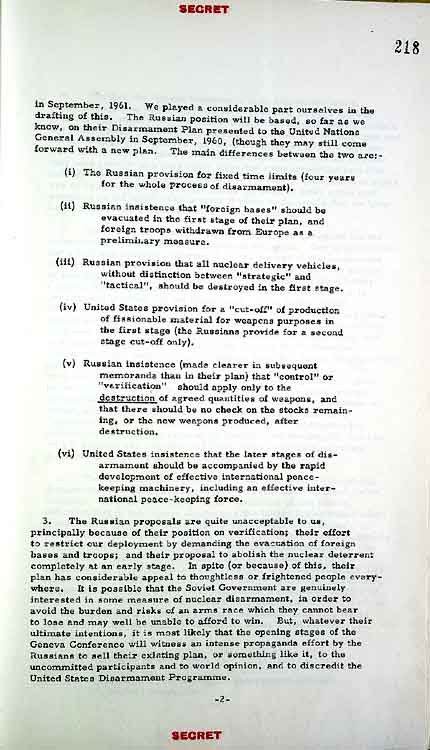 SECRET
218
in September, 1961. We played a considerable part ourselves in the
drafting of this. The Russian position will be based, so far as we
know, on their Disarmament Plan presented to the United Nations
General Assembly in September, 1960, (though they may still come
forward with a new plan. The main differences between the two are:-
(i) The Russian provision for fixed time limits (four years
for the whole process of disarmament).
(ii) Russian insistence that "foreign bases" should be
evacuated in the first stage of their plan, and
foreign troops withdrawn from Europe as a
preliminary measure.
(iii) Russian provision that all nuclear delivery vehicles,
without distinction between "strategic" and
"tactical", should be destroyed in the first stage.
(iv) United States provision for a "cut-off" of production
of fissionable material for weapons purposes in
the first stage (the Russians provide for a second
stage cut-off only).
(v) Russian insistence (made clearer in subsequent
memoranda than in their plan) that "control" or
"verification" should apply only to the
destruction of agreed quantities of weapons, and
that there should be no check on the stocks remain-
ing, or the new weapons produced, after
destruction.
(vi) United States insistence that the later stages of dis-
armament should be accompanied by the rapid
development of effective international peace-
keeping machinery, including an effective inter-
national peace-keeping force.
3. The Russian proposals are quite unacceptable to us,
principally because of their position on verification; their effort
to restrict our deployment by demanding the evacuation of foreign
bases and troops; and their proposal to abolish the nuclear deterrent
completely at an early stage. In spite (or because) of this, their
plan has considerable appeal to thoughtless or frightened people every-
where. It is possible that the Soviet Government are genuinely
interested in some measure of nuclear disarmament, in order to
avoid the burden and risks of an arms race which they cannot bear
to lose and may well be unable to afford to win. But, whatever their
ultimate intentions, it is most likely that the opening stages of the
Geneva Conference will witness an intense propaganda effort by the
Russians to sell their existing plan, or something like it, to the
uncommitted participants and to world opinion, and to discredit the
United States Disarmament Programme.
-2-
SECRET